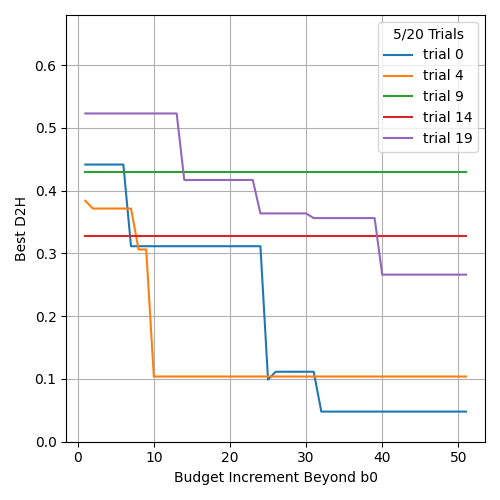 5/20 Trials
trial 0
trial 4
trial 9
trial 14
trial 19
Best D2H
0.6
0.5
0.4
0.3
0.2
0.1
0.0
0 10 20 30 40 50
Budget Increment Beyond b0